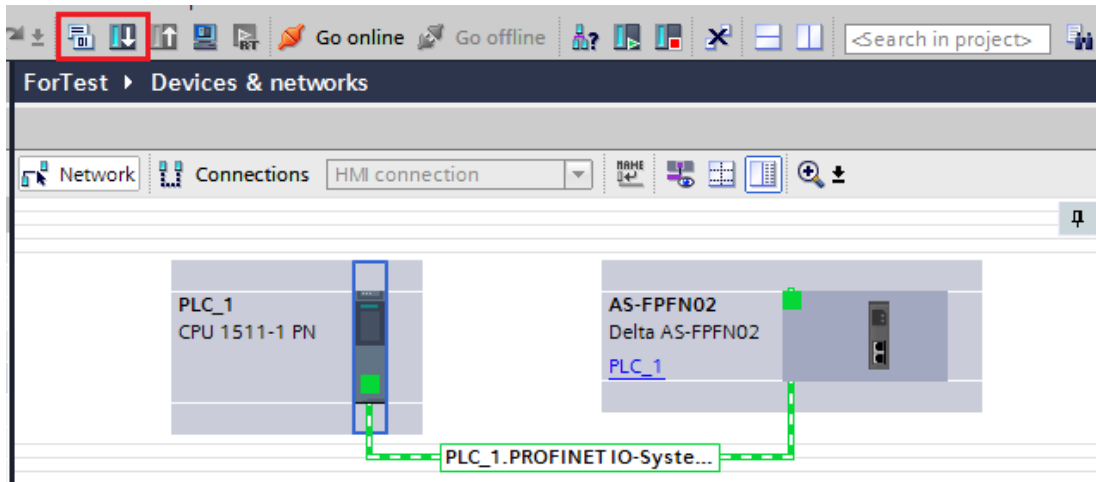 Go online Go offline <Search in project>
ForTest ▸ Devices & networks
Network Connections HMI connection
PLC_1
CPU 1511-1 PN
AS-FPFN02
Delta AS-FPFN02
PLC_1
PLC_1.PROFINET IO-Syste...